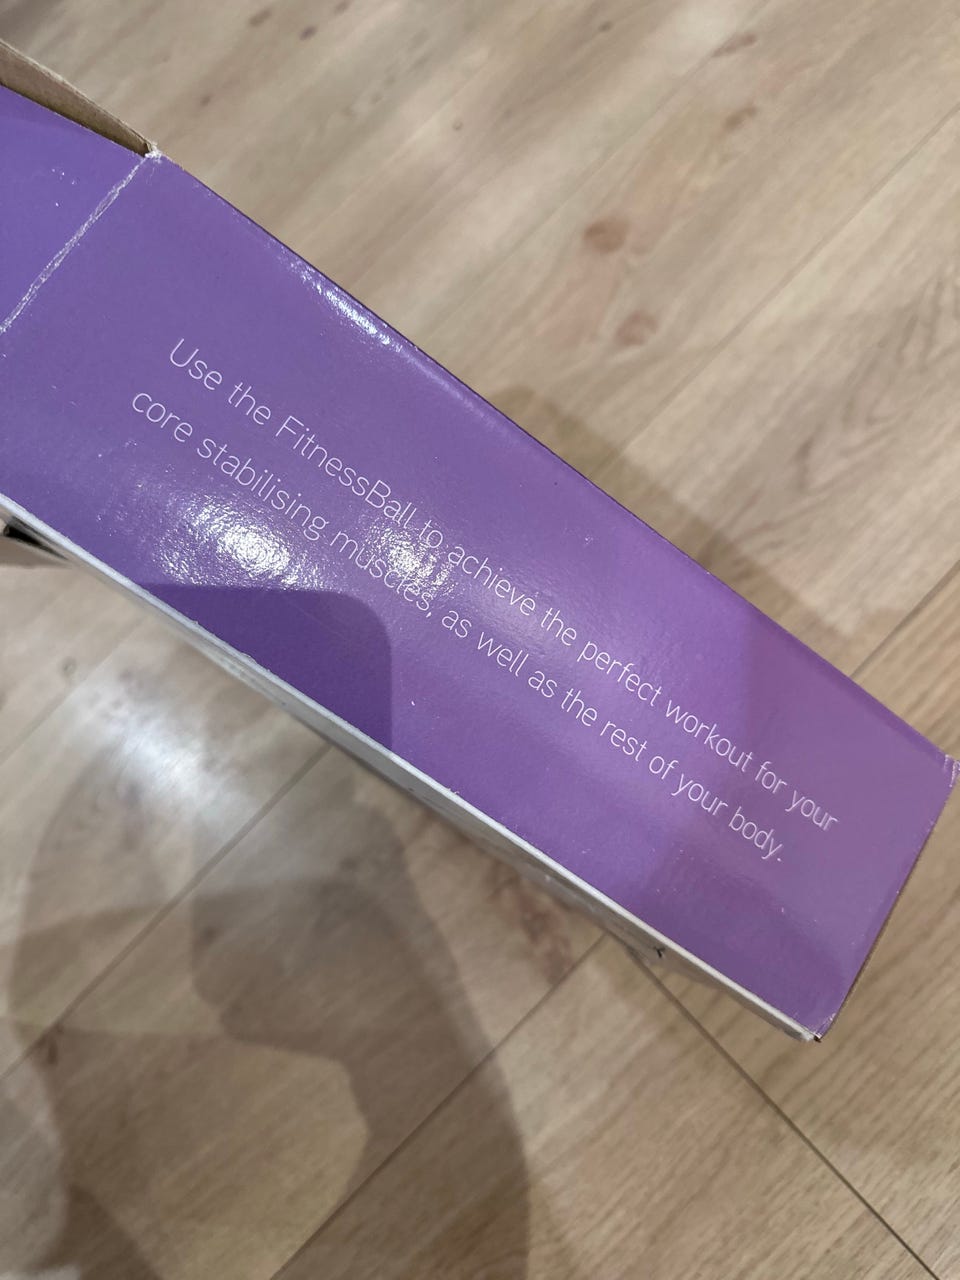 Use the FitnessBall to achieve the perfect workout for your
core stabilising muscles, as well as the rest of your body.